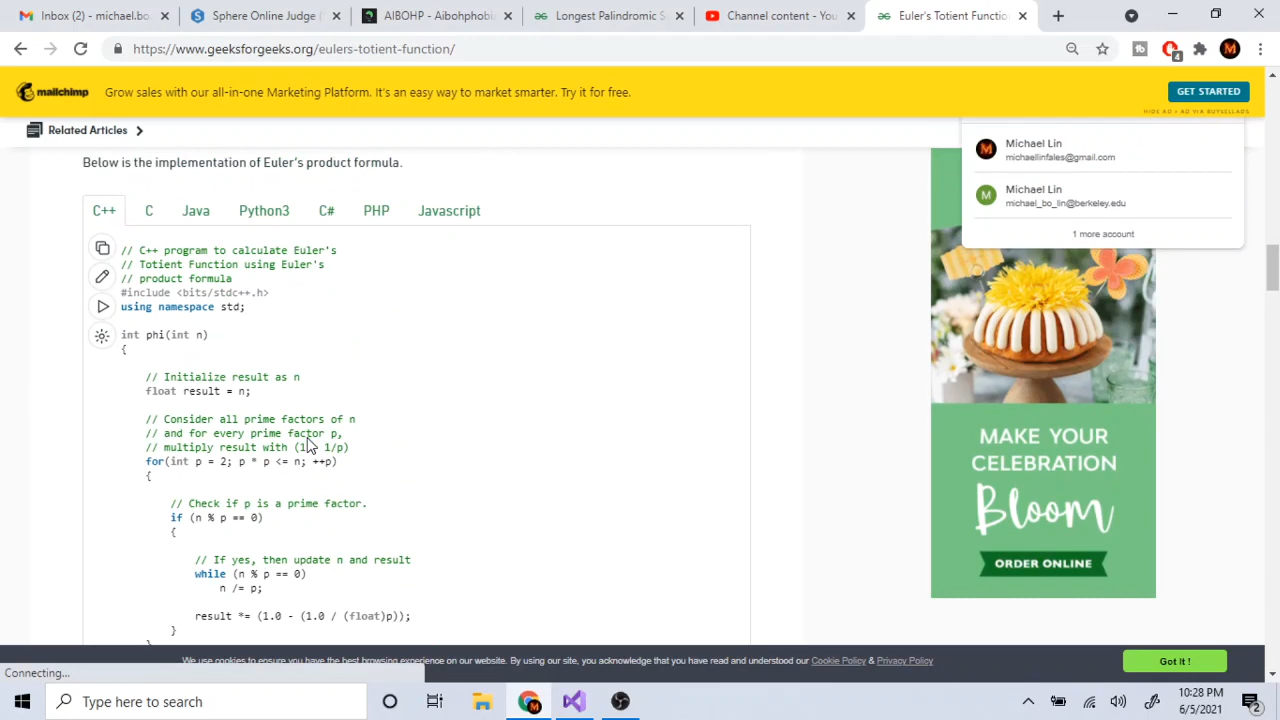 Inbox (17) - michael.bo
Sphere Online Judge
AIBOHP - Aibohphobi
Longest Palindromic S
Channel content - You
Euler's Totient Functio
https://www.geeksforgeeks.org/eulers-totient-function/
mailchimp Grow sales with our all-in-one Marketing Platform. It's an easy way to market smarter. Try it for free. GET STARTED
HIDE AD • AD VIA BUYSELLADS
Related Articles
Michael Lin
michaellinfales@gmail.com
Michael Lin
michael_bo_lin@berkeley.edu
1 more account
Below is the implementation of Euler's product formula.
C++ C Java Python3 C# PHP Javascript
// C++ program to calculate Euler's
// Totient Function using Euler's
// product formula
#include <bits/stdc++.h>
using namespace std;
int phi(int n)
{
// Initialize result as n
float result = n;
// Consider all prime factors of n
// and for every prime factor p,
// multiply result with (1 1/p)
for(int p = 2; p * p <= n; ++p)
{
// Check if p is a prime factor.
if (n % p == 0)
{
// If yes, then update n and result
while (n % p == 0)
n /= p;
result *= (1.0 - (1.0 / (float)p));
}
MAKE YOUR
CELEBRATION
Bloom
ORDER ONLINE
We use cookies to ensure you have the best browsing experience on our website. By using our site, you acknowledge that you have read and understood our Cookie Policy & Privacy Policy
Got It !
Connecting...
Type here to search
10:28 PM
6/5/2021